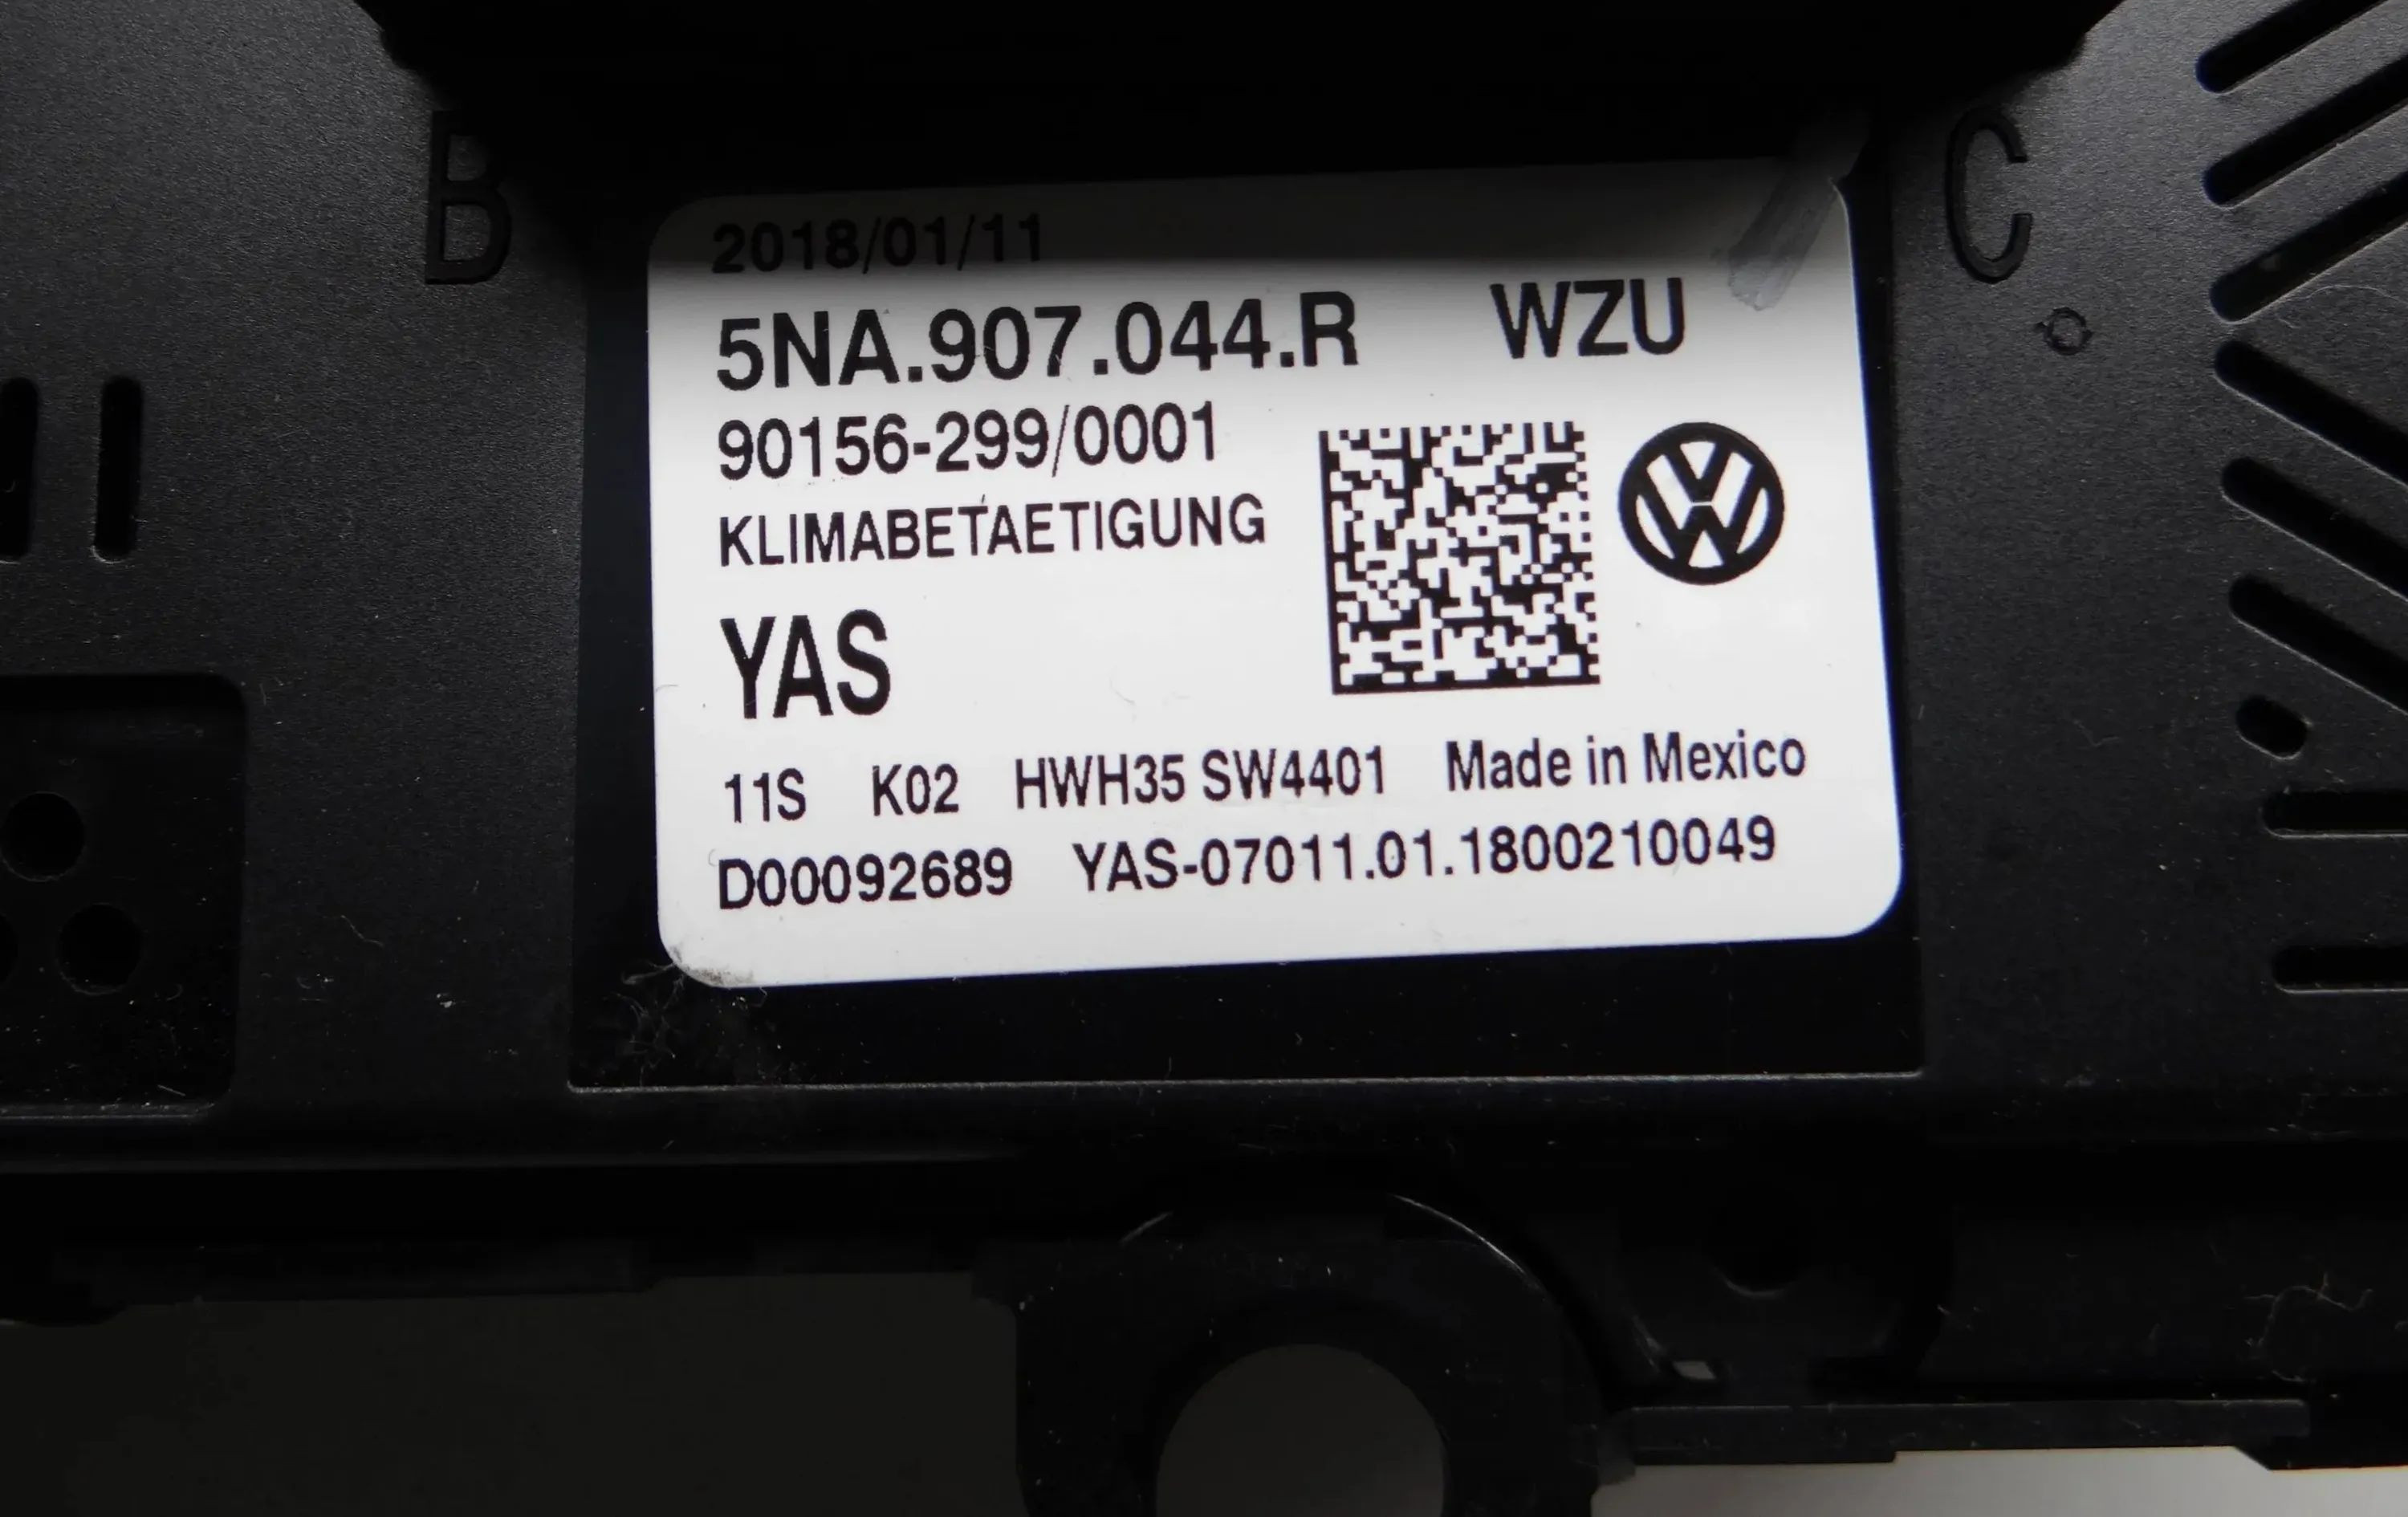 B
C
2018/01/11
5NA.907.044.R WZU
90156-299/0001
KLIMABETAETIGUNG
YAS
11S K02 HWH35 SW4401 Made in Mexico
D00092689 YAS-07011.01.1800210049